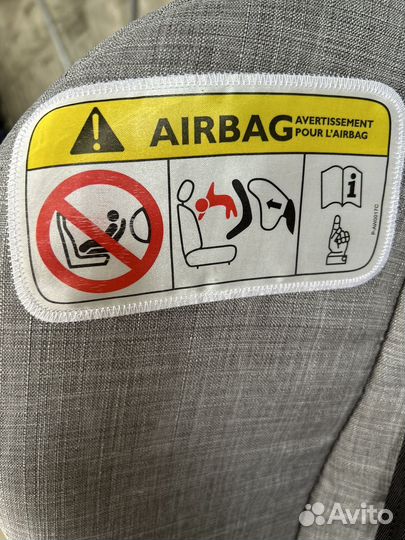 AIRBAG
AVERTISSEMENT
POUR L'AIRBAG
i
Avito